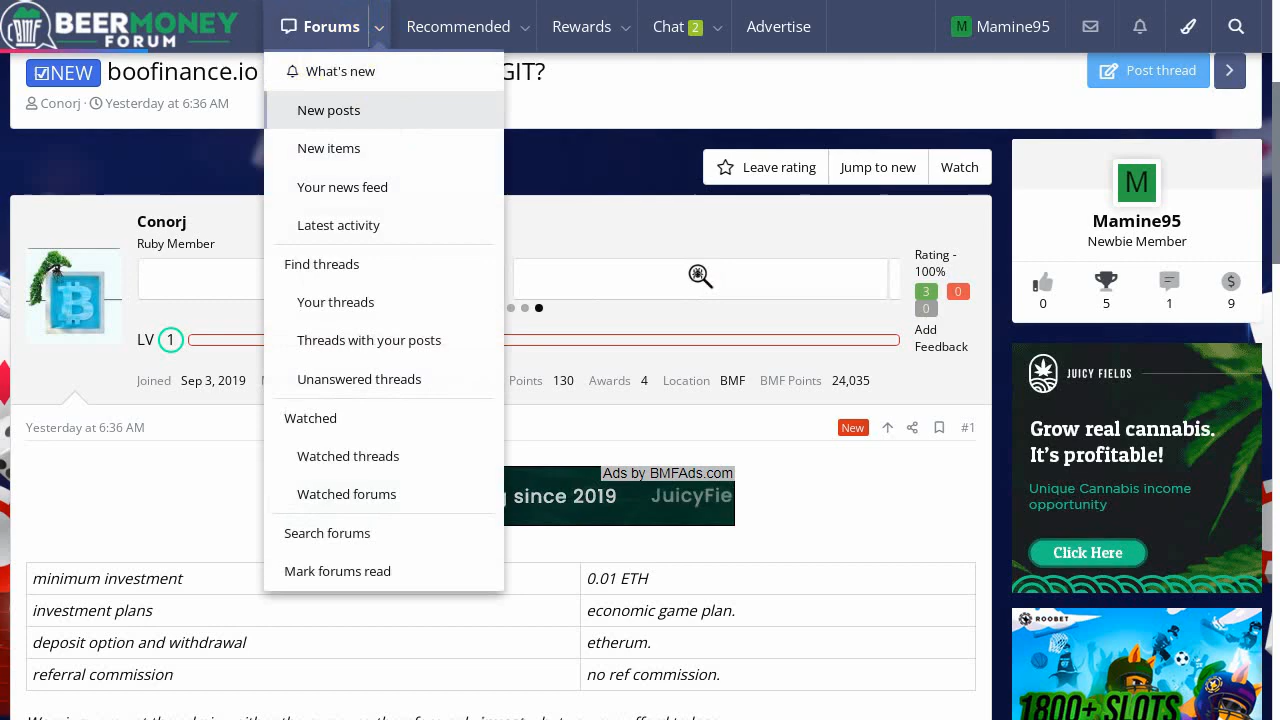 BEERMONEY
FORUM
Forums
Recommended
Rewards
Chat 2
Advertise
M Mamine95
NEW boofinance.io
GIT?
Post thread
Conorj · Yesterday at 6:36 AM
What's new
New posts
New items
Your news feed
Latest activity
Find threads
Your threads
Threads with your posts
Unanswered threads
Watched
Watched threads
Watched forums
Search forums
Mark forums read
Leave rating
Jump to new
Watch
Conorj
Ruby Member
LV 1
Rating -
100%
3 0
0
Add
Feedback
Joined Sep 3, 2019
Points 130 Awards 4 Location BMF BMF Points 24,035
Yesterday at 6:36 AM
New
#1
Ads by BMFAds.com
since 2019 JuicyFie
minimum investment 0.01 ETH
investment plans economic game plan.
deposit option and withdrawal etherum.
referral commission no ref commission.
M
Mamine95
Newbie Member
0 5 1 9
JUICY FIELDS
Grow real cannabis.
It's profitable!
Unique Cannabis income
opportunity
Click Here
ROOBET
1800+ SLOTS